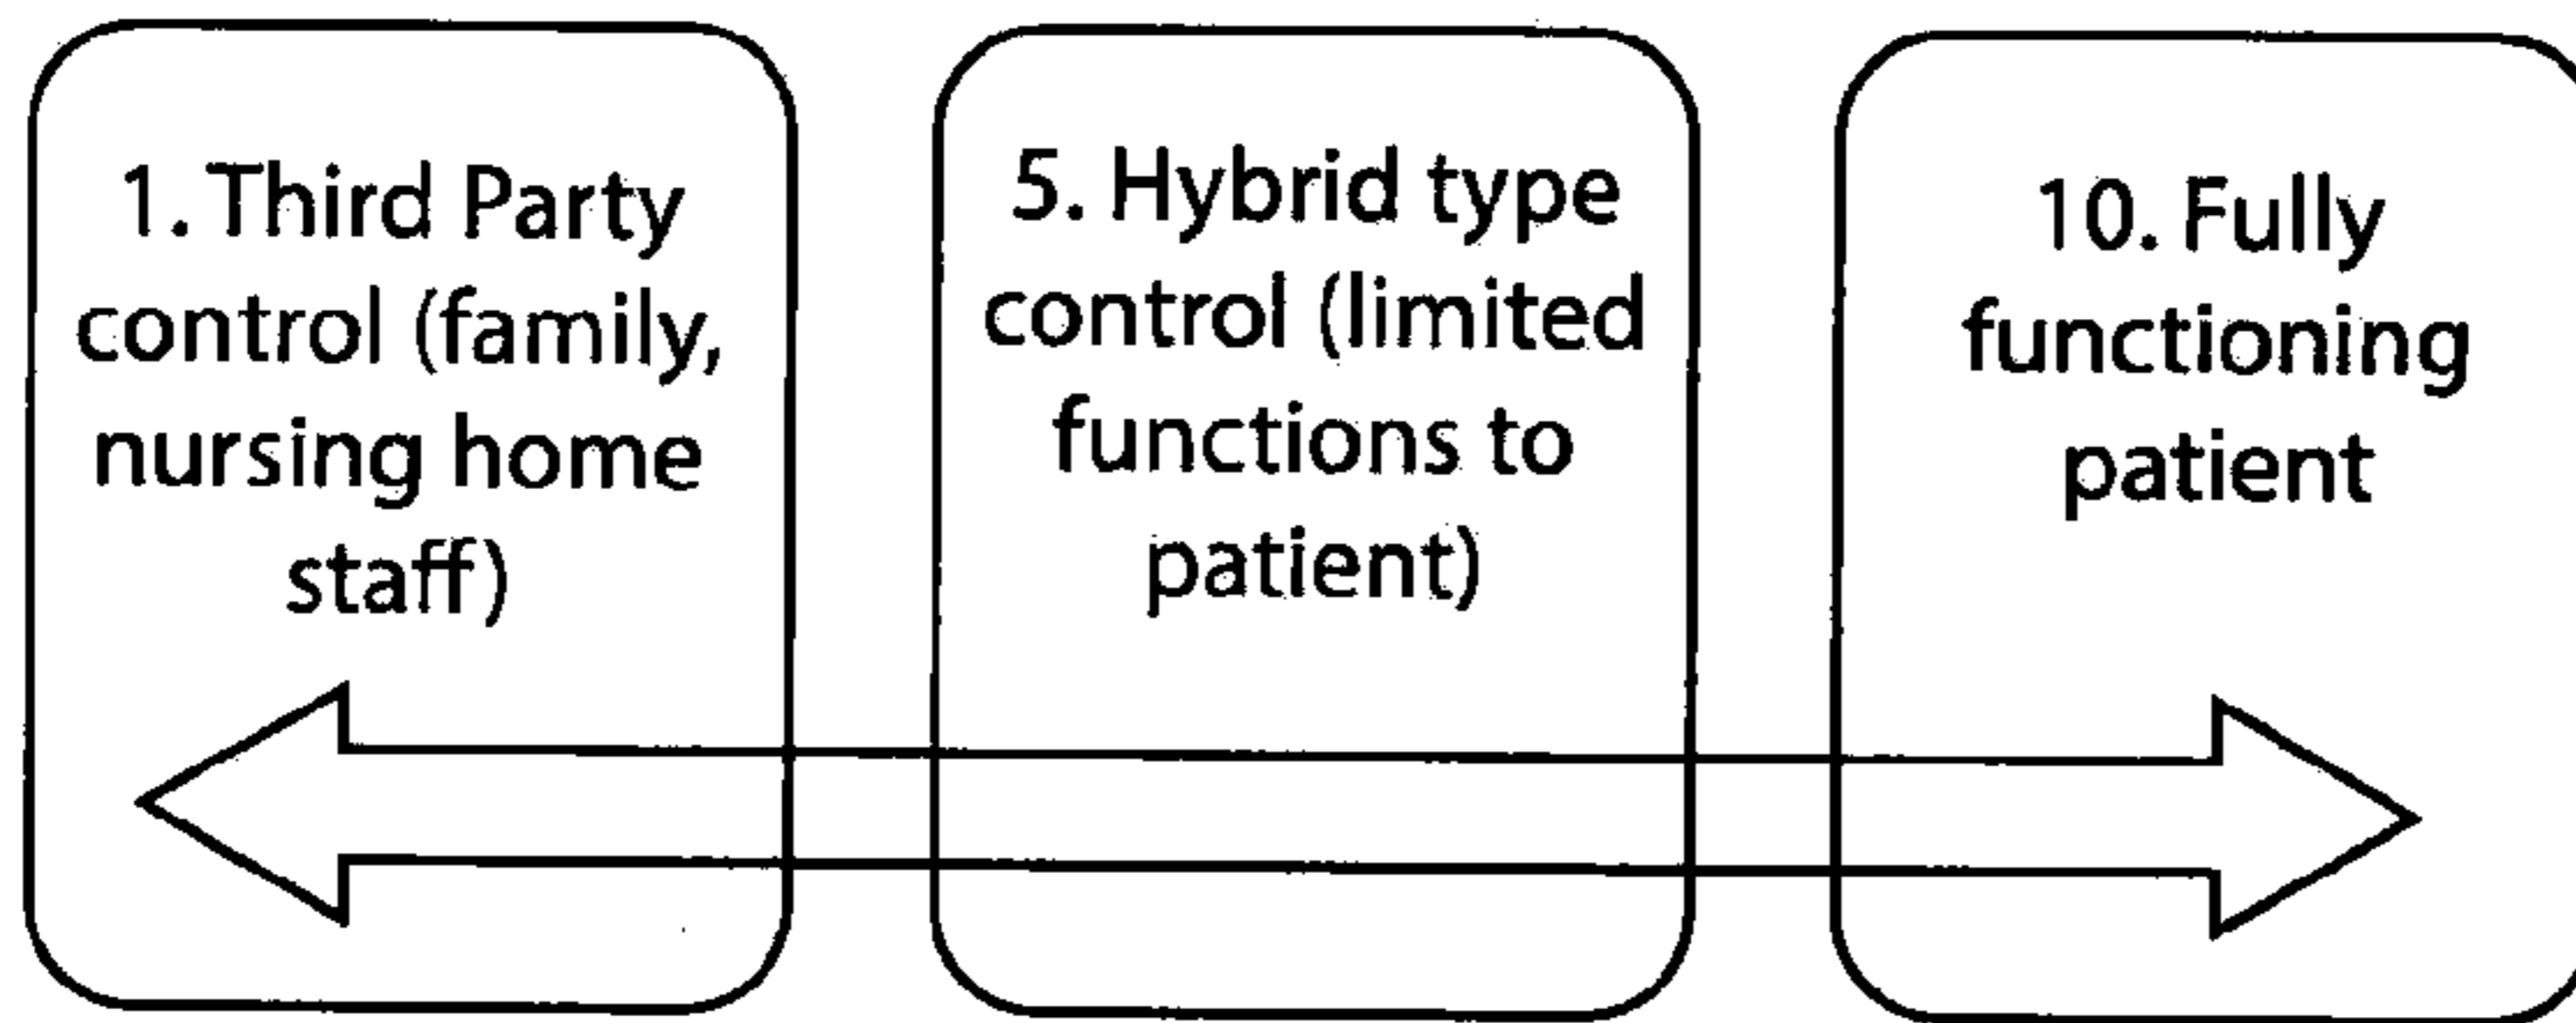 1. Third Party
control (family,
nursing home
staff)
5. Hybrid type
control (limited
functions to
patient)
10. Fully
functioning
patient